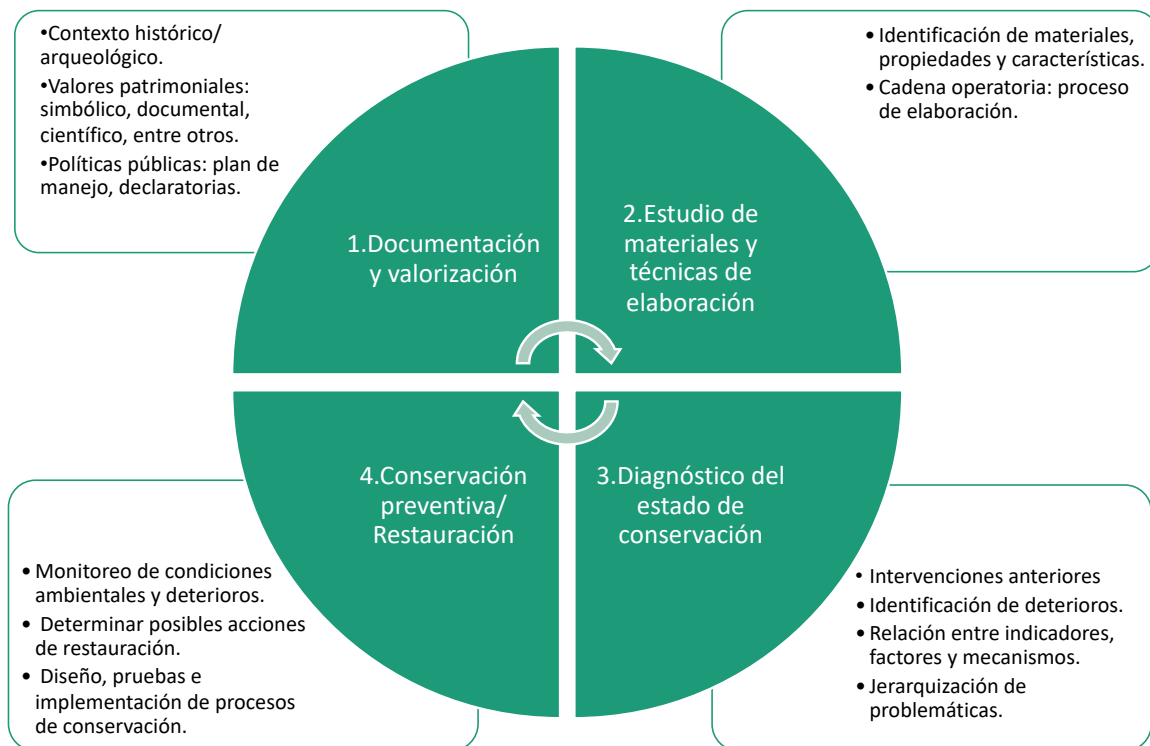 •Contexto histórico/
arqueológico.
•Valores patrimoniales:
simbólico, documental,
científico, entre otros.
•Políticas públicas: plan de
manejo, declaratorias.
• Identificación de materiales,
propiedades y características.
• Cadena operatoria: proceso
de elaboración.
1.Documentación
y valorización
2.Estudio de
materiales y
técnicas de
elaboración
4.Conservación
preventiva/
Restauración
3.Diagnóstico del
estado de
conservación
• Monitoreo de condiciones
ambientales y deterioros.
• Determinar posibles acciones
de restauración.
• Diseño, pruebas e
implementación de procesos
de conservación.
• Intervenciones anteriores
• Identificación de deterioros.
• Relación entre indicadores,
factores y mecanismos.
• Jerarquización de
problemáticas.